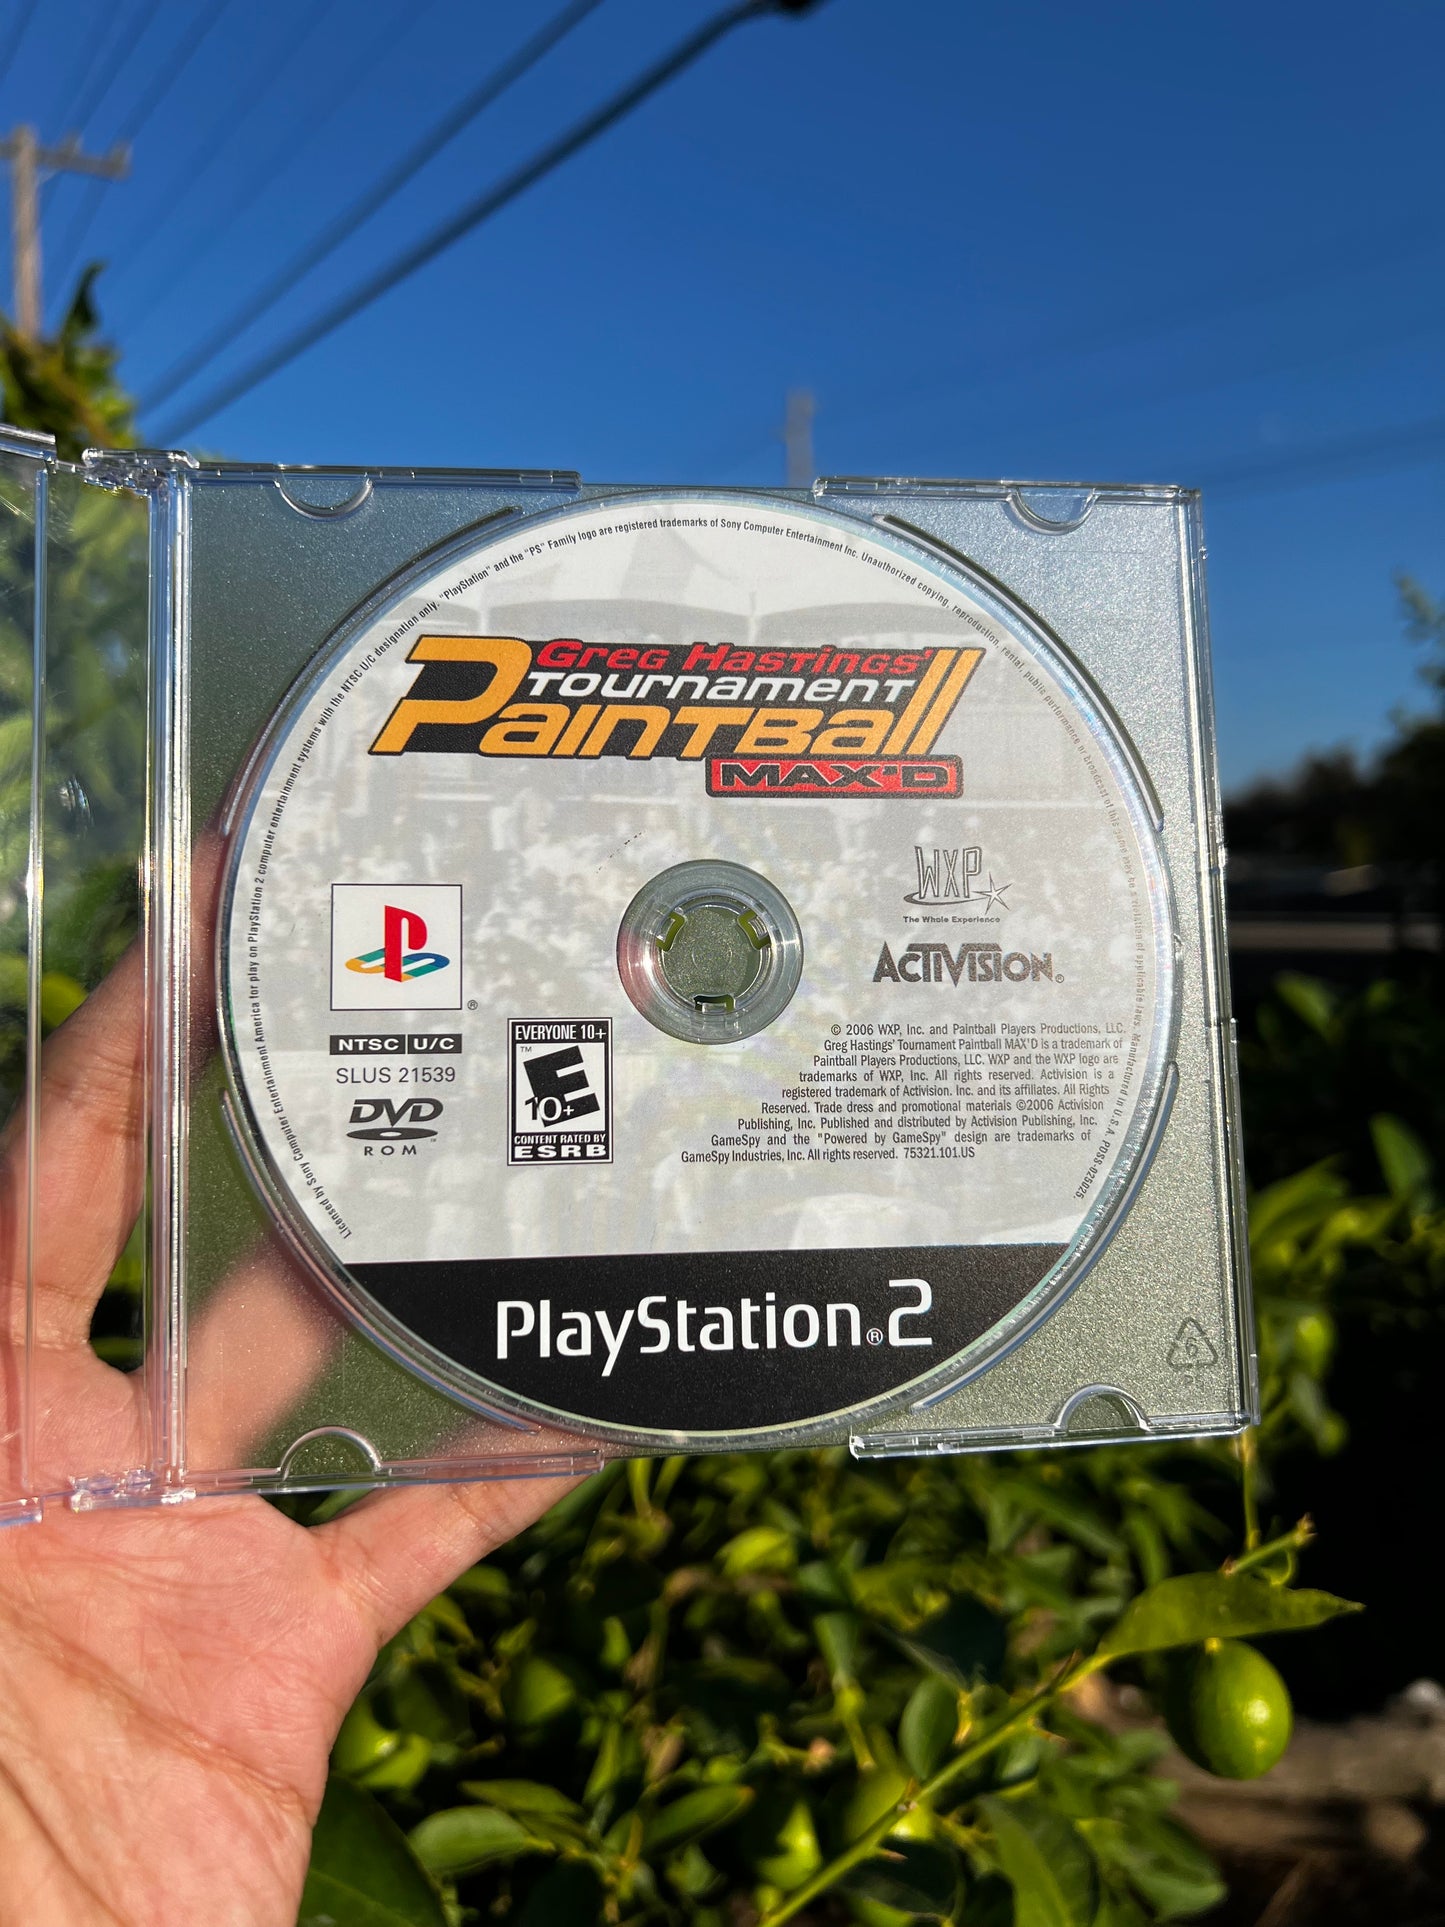 Licensed by Sony Computer Entertainment America for play on PlayStation 2 computer entertainment systems with the NTSC U/C designation only. "PlayStation" and the "PS" Family logo are registered trademarks of Sony Computer Entertainment Inc. Unauthorized copying, reproduction, rental, public performance or broadcast of this game may be a violation of applicable laws. Manufactured in U.S.A. PDSS-025025.
Greg Hastings'
Tournament
Paintball
MAX'D
WXP
The Whole Experience
ACTIVISION®
®
NTSC U/C
SLUS 21539
DVD
™
ROM
EVERYONE 10+
™
E
10+
CONTENT RATED BY
ESRB
© 2006 WXP, Inc. and Paintball Players Productions, LLC.
Greg Hastings' Tournament Paintball MAX'D is a trademark of
Paintball Players Productions, LLC. WXP and the WXP logo are
trademarks of WXP, Inc. All rights reserved. Activision is a
registered trademark of Activision. Inc. and its affiliates. All Rights
Reserved. Trade dress and promotional materials ©2006 Activision
Publishing, Inc. Published and distributed by Activision Publishing, Inc.
GameSpy and the "Powered by GameSpy" design are trademarks of
GameSpy Industries, Inc. All rights reserved. 75321.101.US
PlayStation®2
6